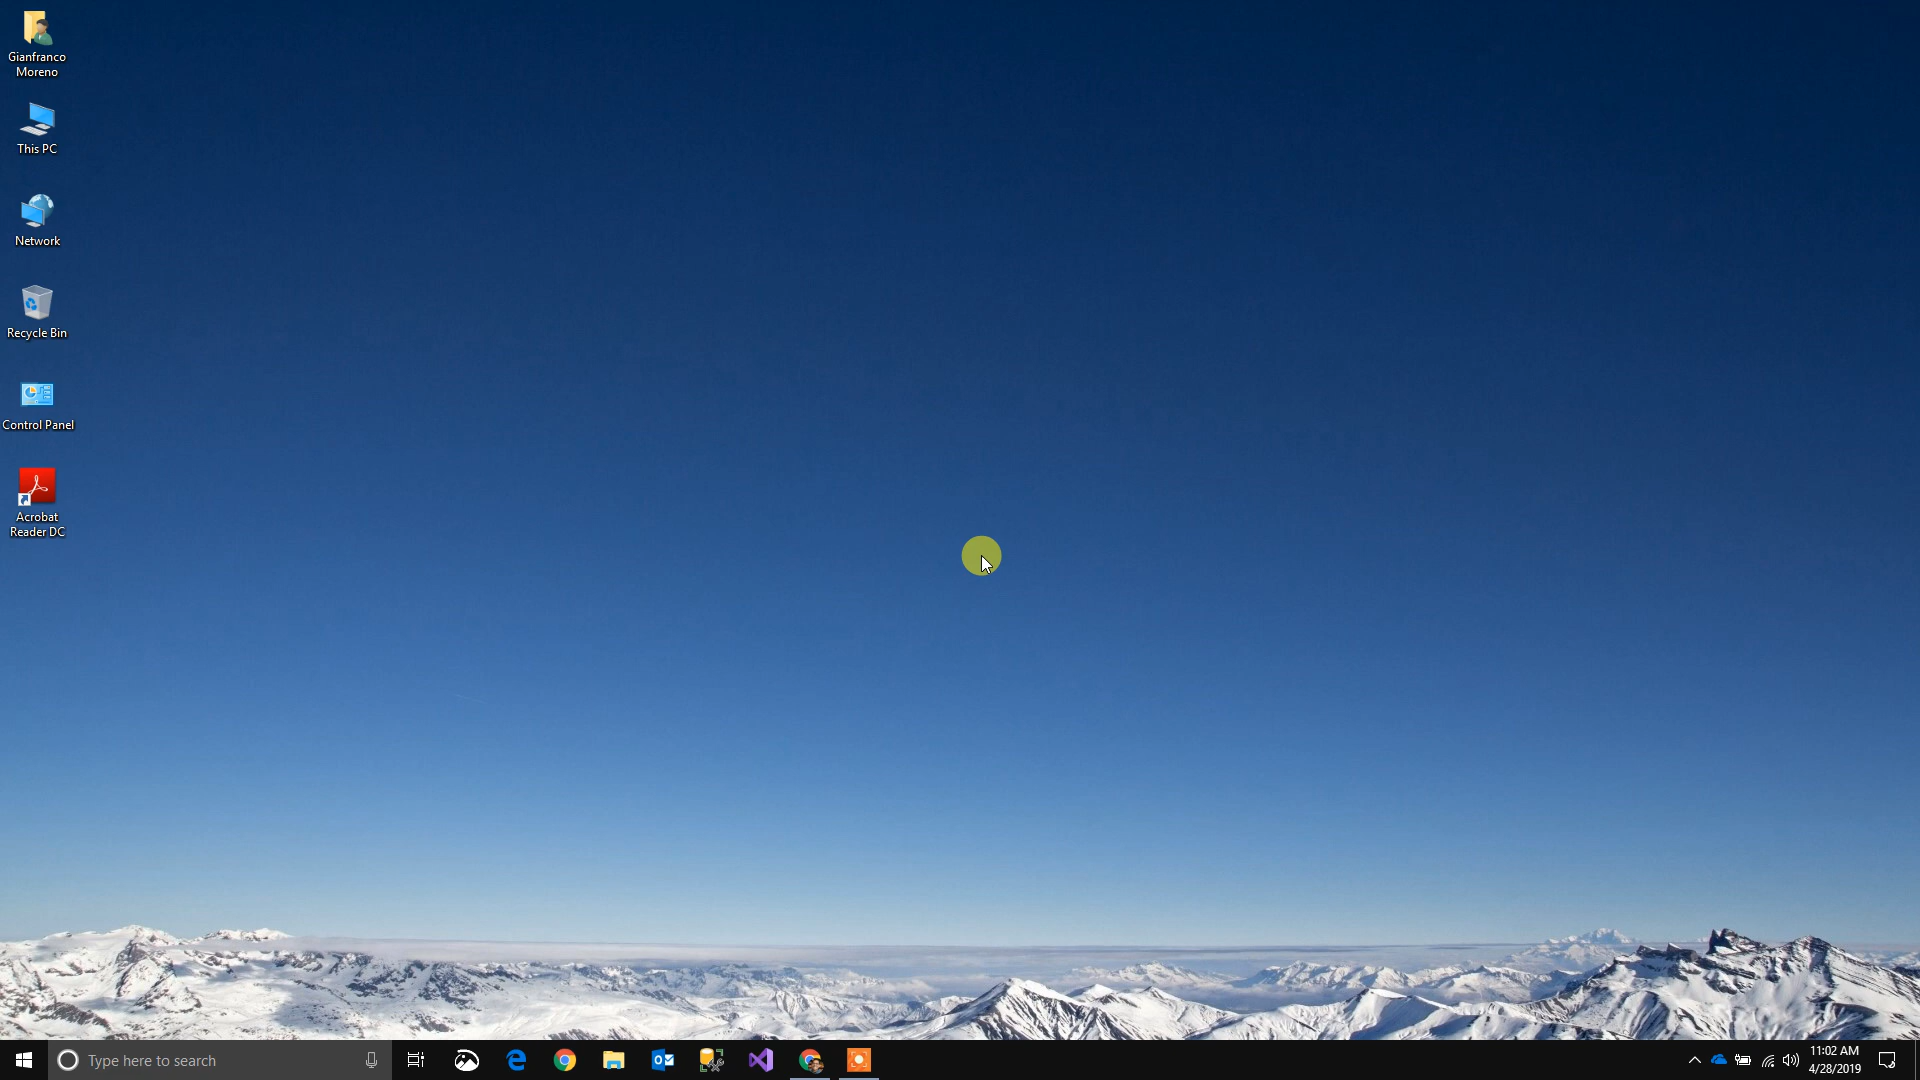 Gianfranco
Moreno
This PC
Network
Recycle Bin
Control Panel
Acrobat
Reader DC
Type here to search
11:02 AM
4/28/2019